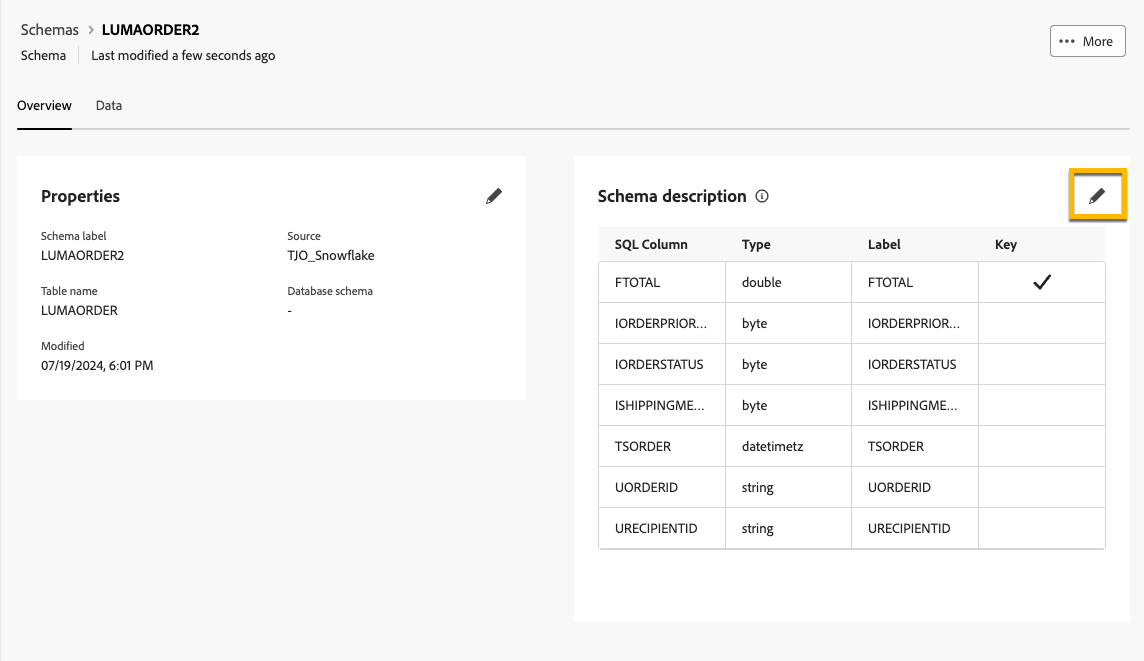 Schemas > LUMAORDER2
Schema | Last modified a few seconds ago
••• More
Overview Data
Properties
Schema label Source
LUMAORDER2 TJO_Snowflake
Table name Database schema
LUMAORDER -
Modified
07/19/2024, 6:01 PM
Schema description
SQL Column Type Label Key
FTOTAL double FTOTAL ✓
IORDERPRIOR... byte IORDERPRIOR...
IORDERSTATUS byte IORDERSTATUS
ISHIPPINGME... byte ISHIPPINGME...
TSORDER datetimetz TSORDER
UORDERID string UORDERID
URECIPIENTID string URECIPIENTID